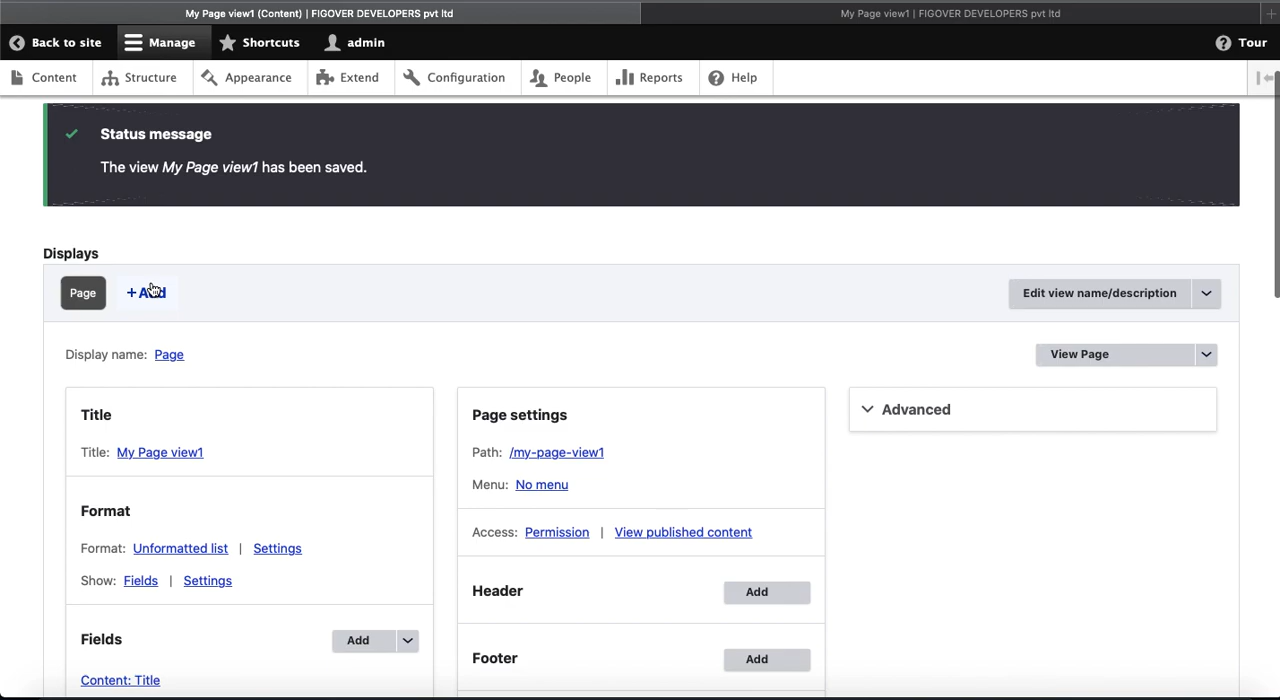 My Page view1 (Content) | FIGOVER DEVELOPERS pvt ltd
My Page view1 | FIGOVER DEVELOPERS pvt ltd
Back to site
Manage
Shortcuts
admin
Tour
Content
Structure
Appearance
Extend
Configuration
People
Reports
Help
Status message
The view My Page view1 has been saved.
Displays
Page
+ Add
Edit view name/description
Display name: Page
View Page
Title
Title: My Page view1
Format
Format: Unformatted list | Settings
Show: Fields | Settings
Fields
Add
Content: Title
Page settings
Path: /my-page-view1
Menu: No menu
Access: Permission | View published content
Header
Add
Footer
Add
Advanced